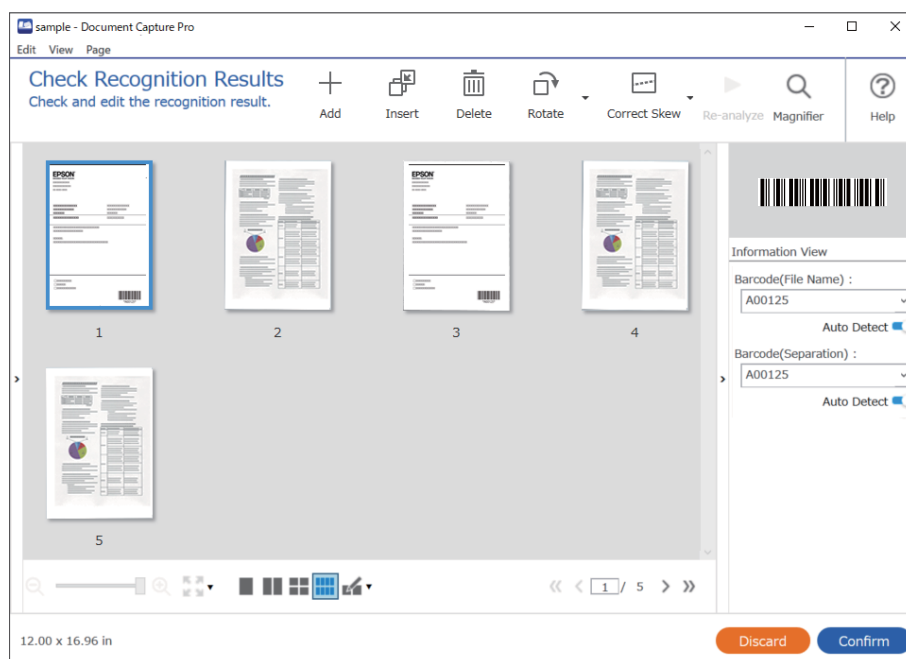 sample - Document Capture Pro
Edit View Page
Check Recognition Results
Check and edit the recognition result.
Add
Insert
Delete
Rotate
Correct Skew
Re-analyze
Magnifier
Help
EPSON
EPSON
1
2
3
4
5
Information View
Barcode(File Name) :
A00125
Auto Detect
Barcode(Separation) :
A00125
Auto Detect
1 / 5
12.00 x 16.96 in
Discard
Confirm